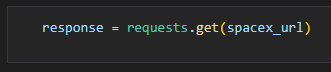 response = requests.get(spacex_url)